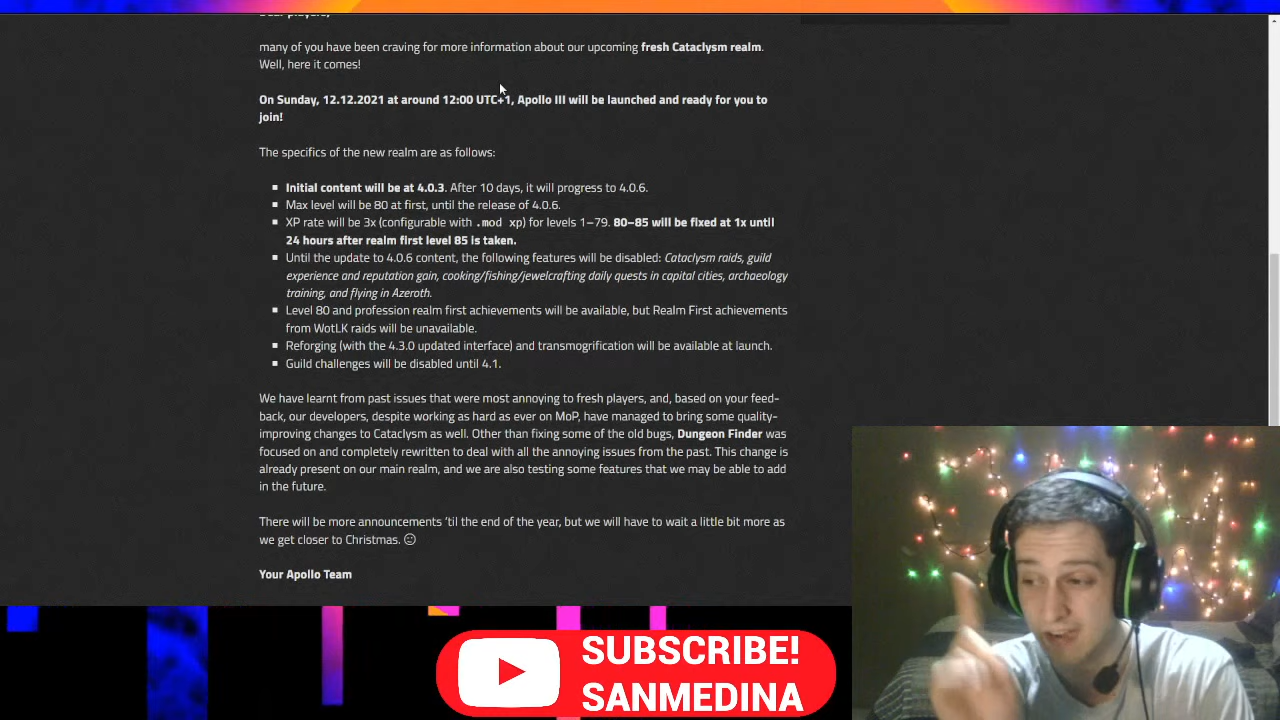 Dear players,
many of you have been craving for more information about our upcoming fresh Cataclysm realm.
Well, here it comes!
On Sunday, 12.12.2021 at around 12:00 UTC+1, Apollo III will be launched and ready for you to
join!
The specifics of the new realm are as follows:
Initial content will be at 4.0.3. After 10 days, it will progress to 4.0.6.
Max level will be 80 at first, until the release of 4.0.6.
XP rate will be 3x (configurable with .mod xp) for levels 1–79. 80–85 will be fixed at 1x until
24 hours after realm first level 85 is taken.
Until the update to 4.0.6 content, the following features will be disabled: Cataclysm raids, guild
experience and reputation gain, cooking/fishing/jewelcrafting daily quests in capital cities, archaeology
training, and flying in Azeroth.
Level 80 and profession realm first achievements will be available, but Realm First achievements
from WotLK raids will be unavailable.
Reforging (with the 4.3.0 updated interface) and transmogrification will be available at launch.
Guild challenges will be disabled until 4.1.
We have learnt from past issues that were most annoying to fresh players, and, based on your feed-
back, our developers, despite working as hard as ever on MoP, have managed to bring some quality-
improving changes to Cataclysm as well. Other than fixing some of the old bugs, Dungeon Finder was
focused on and completely rewritten to deal with all the annoying issues from the past. This change is
already present on our main realm, and we are also testing some features that we may be able to add
in the future.
There will be more announcements 'til the end of the year, but we will have to wait a little bit more as
we get closer to Christmas. ☺
Your Apollo Team
SUBSCRIBE!
SANMEDINA